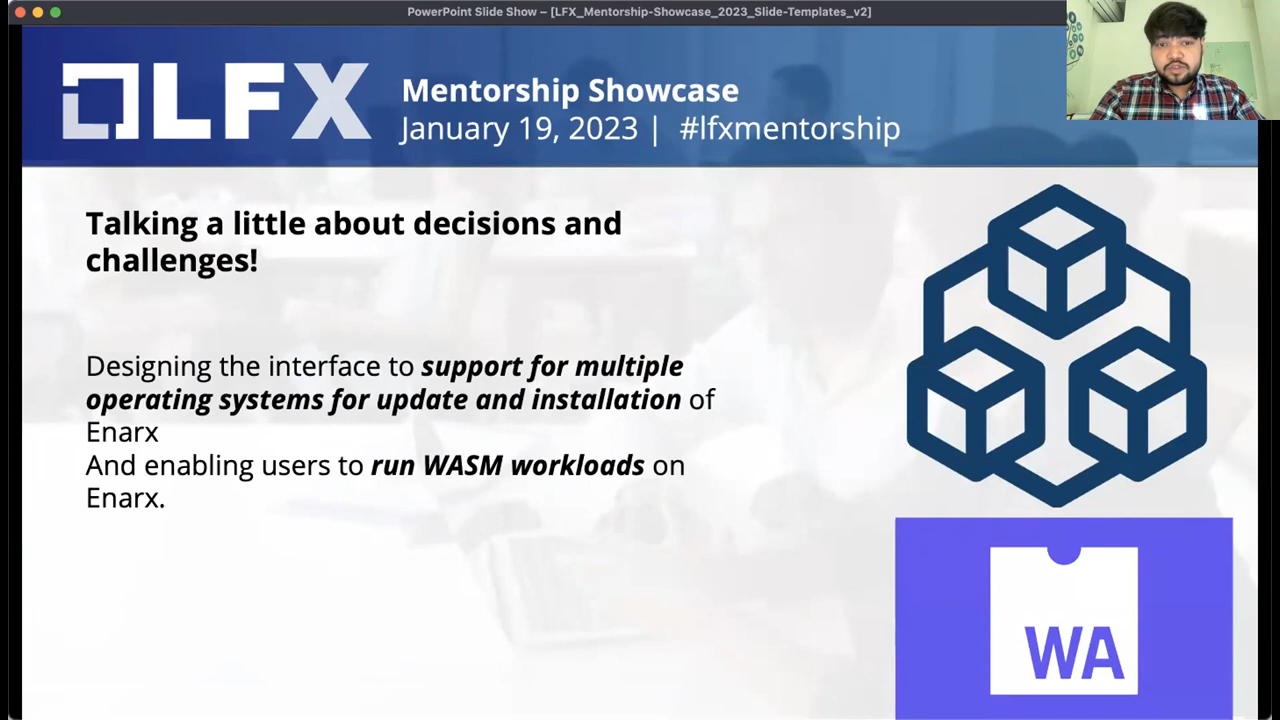 PowerPoint Slide Show – [LFX_Mentorship-Showcase_2023_Slide-Templates_v2]
LFX
Mentorship Showcase
January 19, 2023 | #lfxmentorship
Talking a little about decisions and
challenges!
Designing the interface to support for multiple
operating systems for update and installation of
Enarx
And enabling users to run WASM workloads on
Enarx.
WA